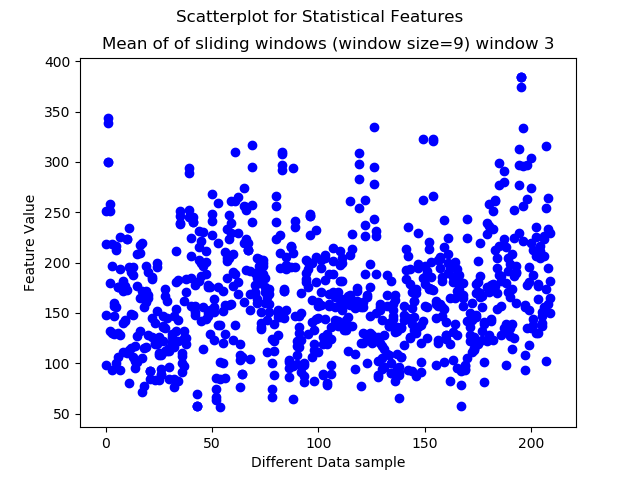 Scatterplot for Statistical Features
Mean of of sliding windows (window size=9) window 3
400
350
300
250
200
150
100
50
Feature Value
0 50 100 150 200
Different Data sample